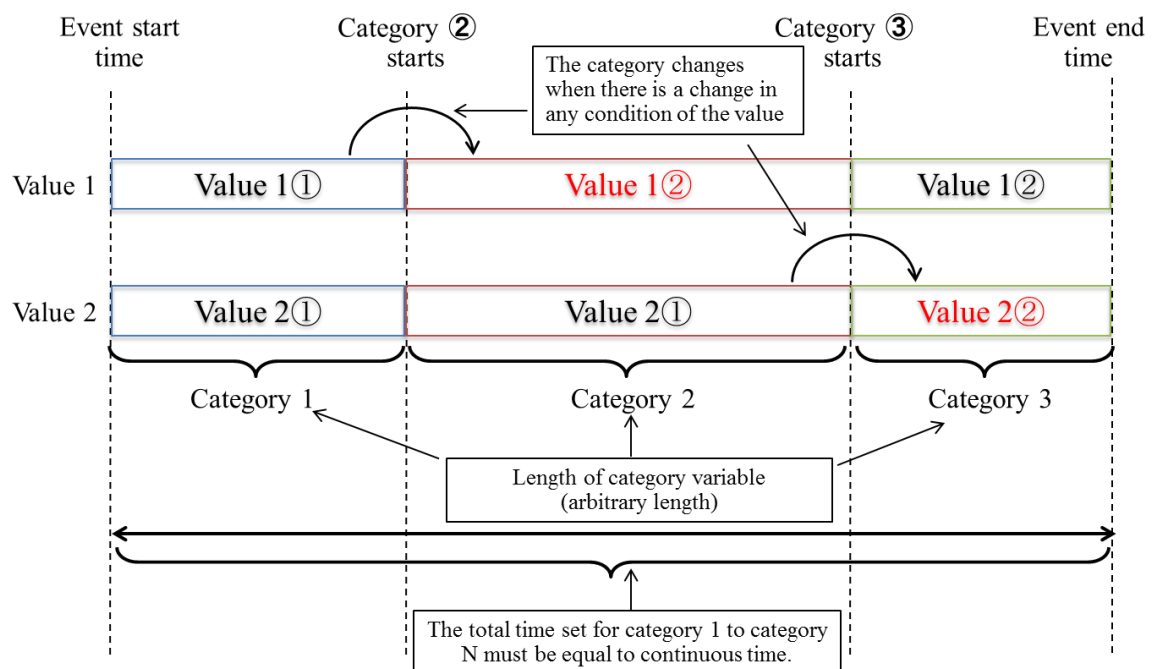 Event start
time
Category ②
starts
Category ③
starts
Event end
time
The category changes
when there is a change in
any condition of the value
Value 1
Value 1①
Value 1②
Value 1②
Value 2
Value 2①
Value 2①
Value 2②
Category 1
Category 2
Category 3
Length of category variable
(arbitrary length)
The total time set for category 1 to category
N must be equal to continuous time.